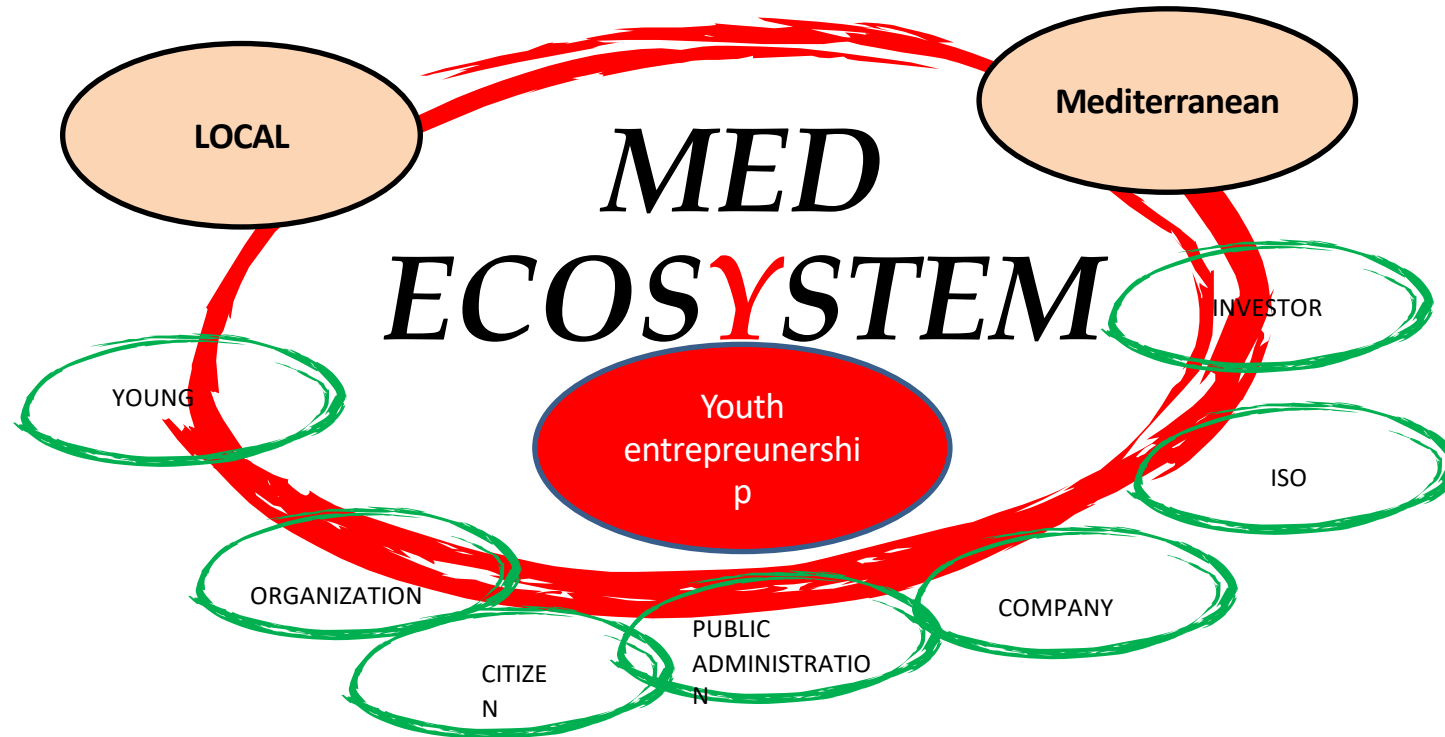 LOCAL
Mediterranean
MED
ECOSYSTEM
Youth
entrepreunershi
p
INVESTOR
YOUNG
ISO
ORGANIZATION
COMPANY
PUBLIC
ADMINISTRATIO
N
CITIZE
N